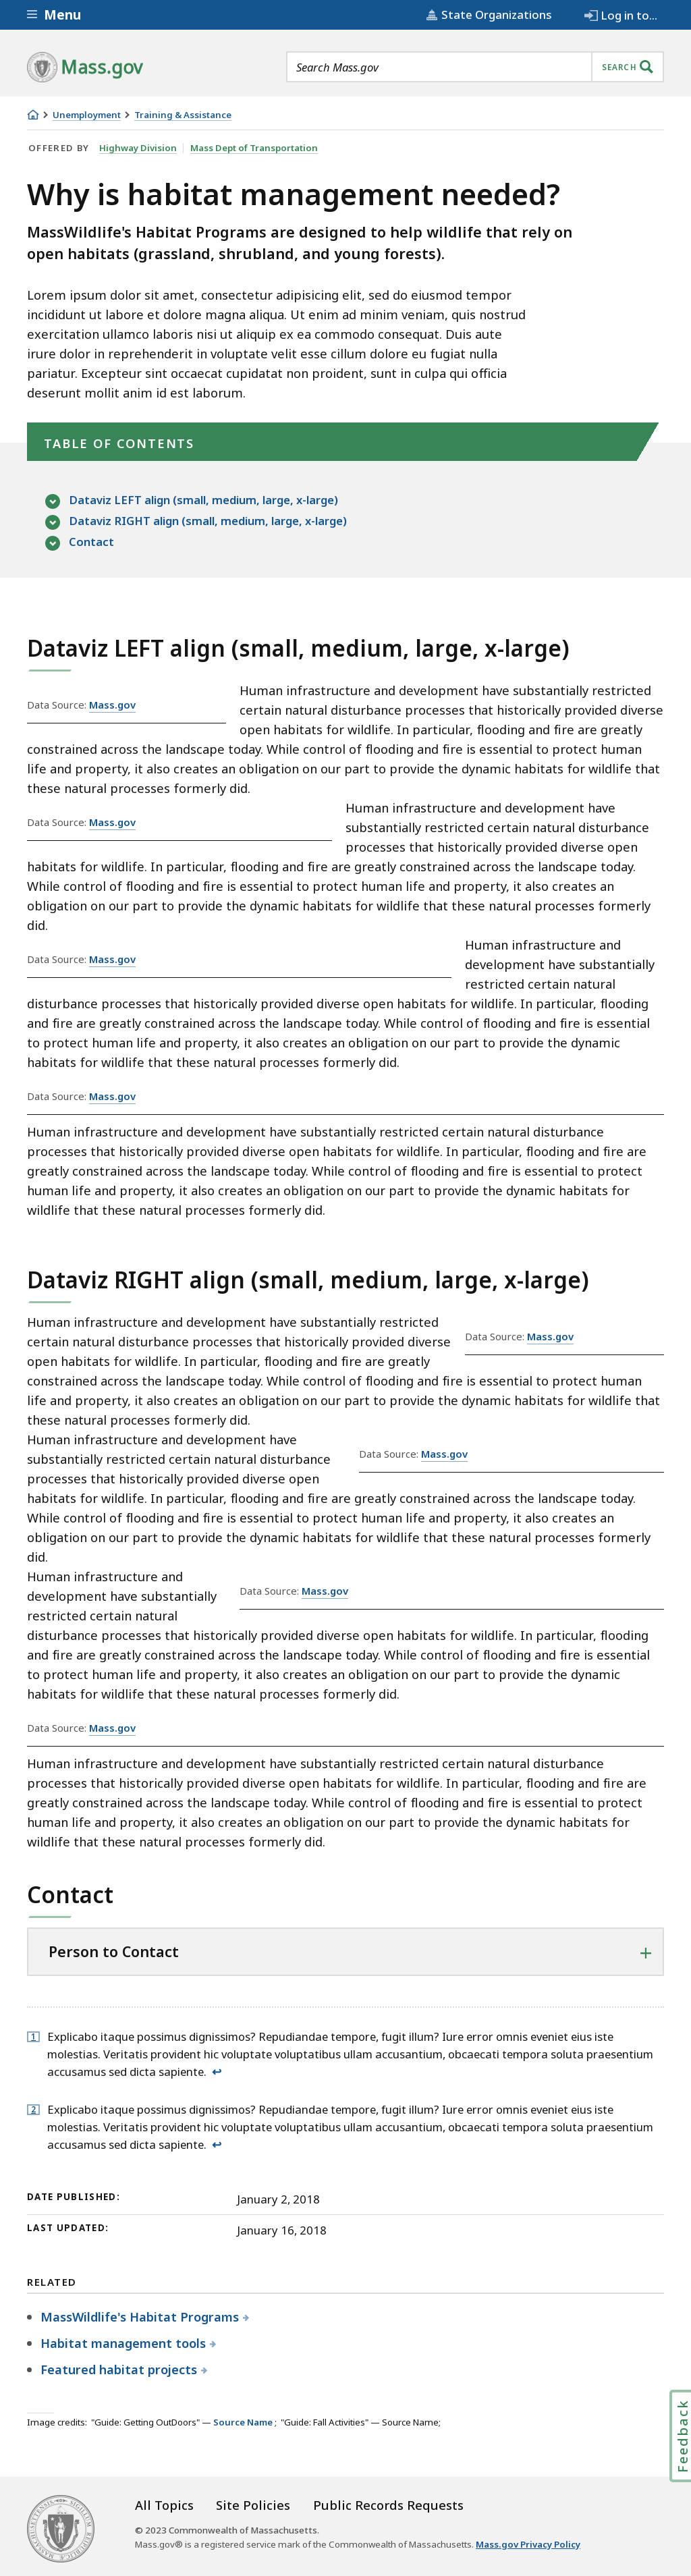 Menu
State Organizations
Log in to...
Mass.gov
Search Mass.gov
SEARCH
Unemployment
Training & Assistance
OFFERED BY Highway Division Mass Dept of Transportation
Why is habitat management needed?
MassWildlife's Habitat Programs are designed to help wildlife that rely on
open habitats (grassland, shrubland, and young forests).
Lorem ipsum dolor sit amet, consectetur adipisicing elit, sed do eiusmod tempor
incididunt ut labore et dolore magna aliqua. Ut enim ad minim veniam, quis nostrud
exercitation ullamco laboris nisi ut aliquip ex ea commodo consequat. Duis aute
irure dolor in reprehenderit in voluptate velit esse cillum dolore eu fugiat nulla
pariatur. Excepteur sint occaecat cupidatat non proident, sunt in culpa qui officia
deserunt mollit anim id est laborum.
TABLE OF CONTENTS
Dataviz LEFT align (small, medium, large, x-large)
Dataviz RIGHT align (small, medium, large, x-large)
Contact
Dataviz LEFT align (small, medium, large, x-large)
Data Source: Mass.gov
Human infrastructure and development have substantially restricted
certain natural disturbance processes that historically provided diverse
open habitats for wildlife. In particular, flooding and fire are greatly
constrained across the landscape today. While control of flooding and fire is essential to protect human
life and property, it also creates an obligation on our part to provide the dynamic habitats for wildlife that
these natural processes formerly did.
Data Source: Mass.gov
Human infrastructure and development have
substantially restricted certain natural disturbance
processes that historically provided diverse open
habitats for wildlife. In particular, flooding and fire are greatly constrained across the landscape today.
While control of flooding and fire is essential to protect human life and property, it also creates an
obligation on our part to provide the dynamic habitats for wildlife that these natural processes formerly
did.
Data Source: Mass.gov
Human infrastructure and
development have substantially
restricted certain natural
disturbance processes that historically provided diverse open habitats for wildlife. In particular, flooding
and fire are greatly constrained across the landscape today. While control of flooding and fire is essential
to protect human life and property, it also creates an obligation on our part to provide the dynamic
habitats for wildlife that these natural processes formerly did.
Data Source: Mass.gov
Human infrastructure and development have substantially restricted certain natural disturbance
processes that historically provided diverse open habitats for wildlife. In particular, flooding and fire are
greatly constrained across the landscape today. While control of flooding and fire is essential to protect
human life and property, it also creates an obligation on our part to provide the dynamic habitats for
wildlife that these natural processes formerly did.
Dataviz RIGHT align (small, medium, large, x-large)
Human infrastructure and development have substantially restricted
certain natural disturbance processes that historically provided diverse
open habitats for wildlife. In particular, flooding and fire are greatly
Data Source: Mass.gov
constrained across the landscape today. While control of flooding and fire is essential to protect human
life and property, it also creates an obligation on our part to provide the dynamic habitats for wildlife that
these natural processes formerly did.
Human infrastructure and development have
substantially restricted certain natural disturbance
processes that historically provided diverse open
Data Source: Mass.gov
habitats for wildlife. In particular, flooding and fire are greatly constrained across the landscape today.
While control of flooding and fire is essential to protect human life and property, it also creates an
obligation on our part to provide the dynamic habitats for wildlife that these natural processes formerly
did.
Human infrastructure and
development have substantially
restricted certain natural
Data Source: Mass.gov
disturbance processes that historically provided diverse open habitats for wildlife. In particular, flooding
and fire are greatly constrained across the landscape today. While control of flooding and fire is essential
to protect human life and property, it also creates an obligation on our part to provide the dynamic
habitats for wildlife that these natural processes formerly did.
Data Source: Mass.gov
Human infrastructure and development have substantially restricted certain natural disturbance
processes that historically provided diverse open habitats for wildlife. In particular, flooding and fire are
greatly constrained across the landscape today. While control of flooding and fire is essential to protect
human life and property, it also creates an obligation on our part to provide the dynamic habitats for
wildlife that these natural processes formerly did.
Contact
Person to Contact
1 Explicabo itaque possimus dignissimos? Repudiandae tempore, fugit illum? Iure error omnis eveniet eius iste
molestias. Veritatis provident hic voluptate voluptatibus ullam accusantium, obcaecati tempora soluta praesentium
accusamus sed dicta sapiente. ↩
2 Explicabo itaque possimus dignissimos? Repudiandae tempore, fugit illum? Iure error omnis eveniet eius iste
molestias. Veritatis provident hic voluptate voluptatibus ullam accusantium, obcaecati tempora soluta praesentium
accusamus sed dicta sapiente. ↩
DATE PUBLISHED: January 2, 2018
LAST UPDATED: January 16, 2018
RELATED
MassWildlife's Habitat Programs
Habitat management tools
Featured habitat projects
Feedback
Image credits: "Guide: Getting OutDoors" — Source Name ; "Guide: Fall Activities" — Source Name;
All Topics Site Policies Public Records Requests
© 2023 Commonwealth of Massachusetts.
Mass.gov® is a registered service mark of the Commonwealth of Massachusetts. Mass.gov Privacy Policy